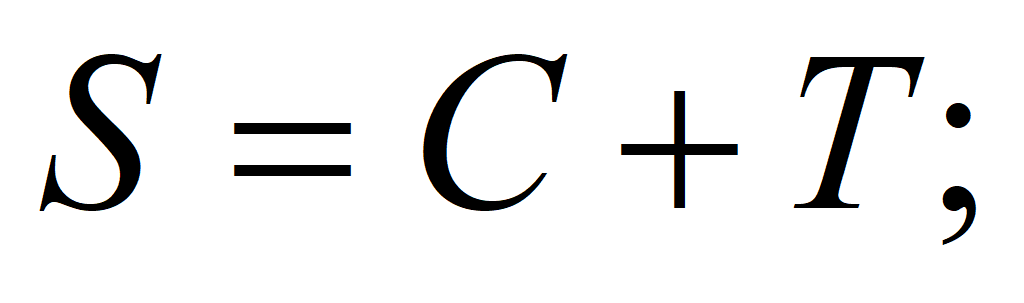 S = C + T;